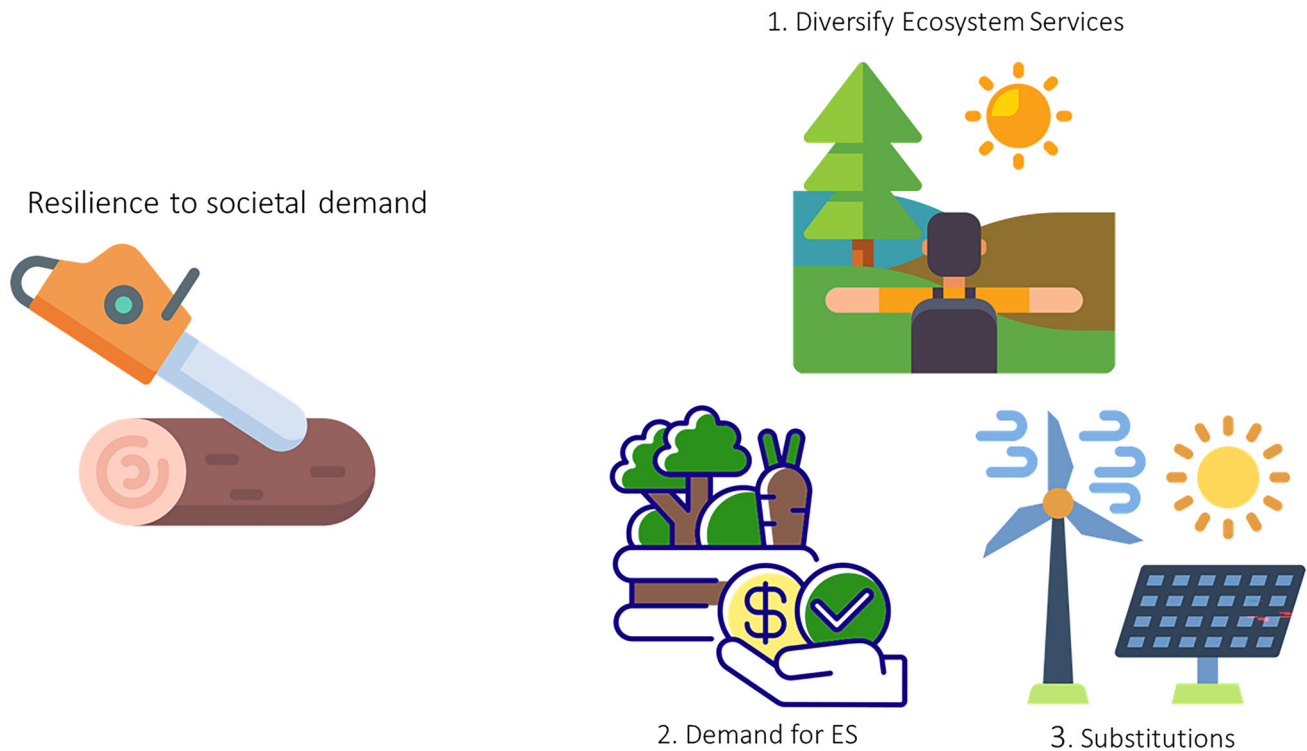 1. Diversify Ecosystem Services
Resilience to societal demand
$
2. Demand for ES
3. Substitutions